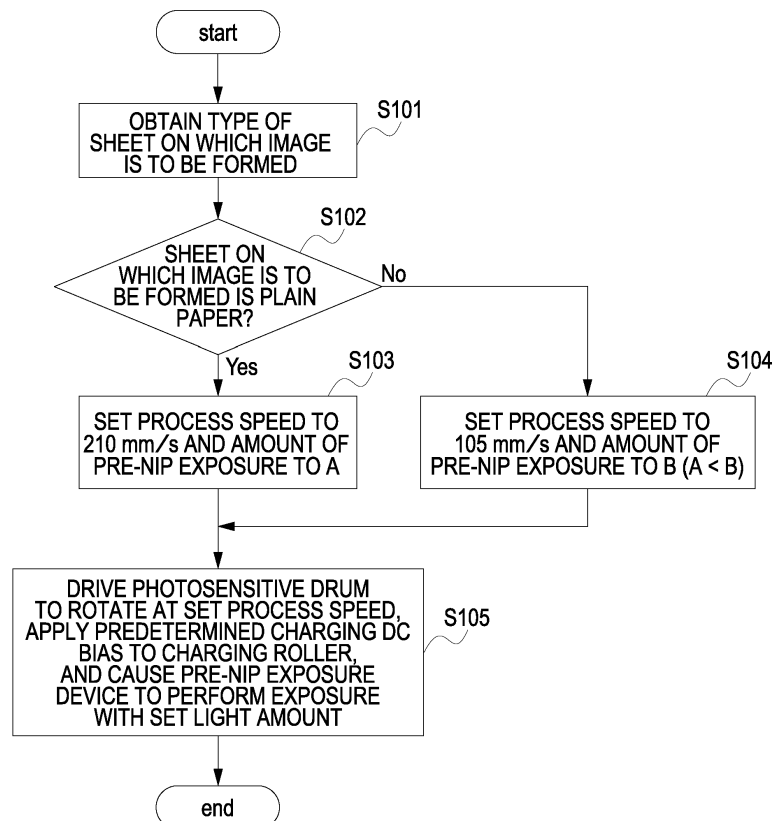 start
S101
OBTAIN TYPE OF
SHEET ON WHICH IMAGE
IS TO BE FORMED
S102
SHEET ON
WHICH IMAGE IS TO
BE FORMED IS PLAIN
PAPER?
No
Yes
S103
SET PROCESS SPEED TO
210 mm/s AND AMOUNT OF
PRE-NIP EXPOSURE TO A
S104
SET PROCESS SPEED TO
105 mm/s AND AMOUNT OF
PRE-NIP EXPOSURE TO B (A < B)
DRIVE PHOTOSENSITIVE DRUM
TO ROTATE AT SET PROCESS SPEED,
APPLY PREDETERMINED CHARGING DC
BIAS TO CHARGING ROLLER,
AND CAUSE PRE-NIP EXPOSURE
DEVICE TO PERFORM EXPOSURE
WITH SET LIGHT AMOUNT
S105
end